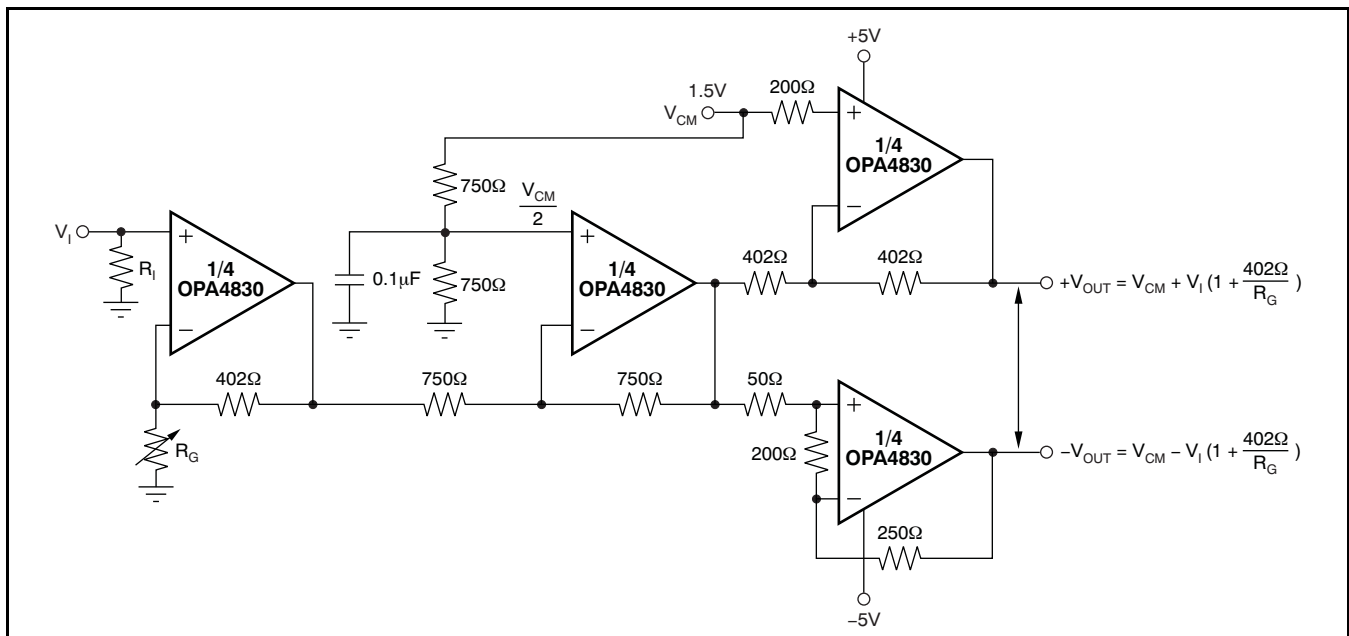 +5V
1.5V
V_CM
200Ω
1/4
OPA4830
750Ω
V_CM
2
V_I
R_I
1/4
OPA4830
0.1µF
750Ω
1/4
OPA4830
402Ω
402Ω
+V_OUT = V_CM + V_I (1 + 402Ω/R_G )
402Ω
750Ω
750Ω
50Ω
R_G
200Ω
1/4
OPA4830
−V_OUT = V_CM − V_I (1 + 402Ω/R_G )
250Ω
−5V